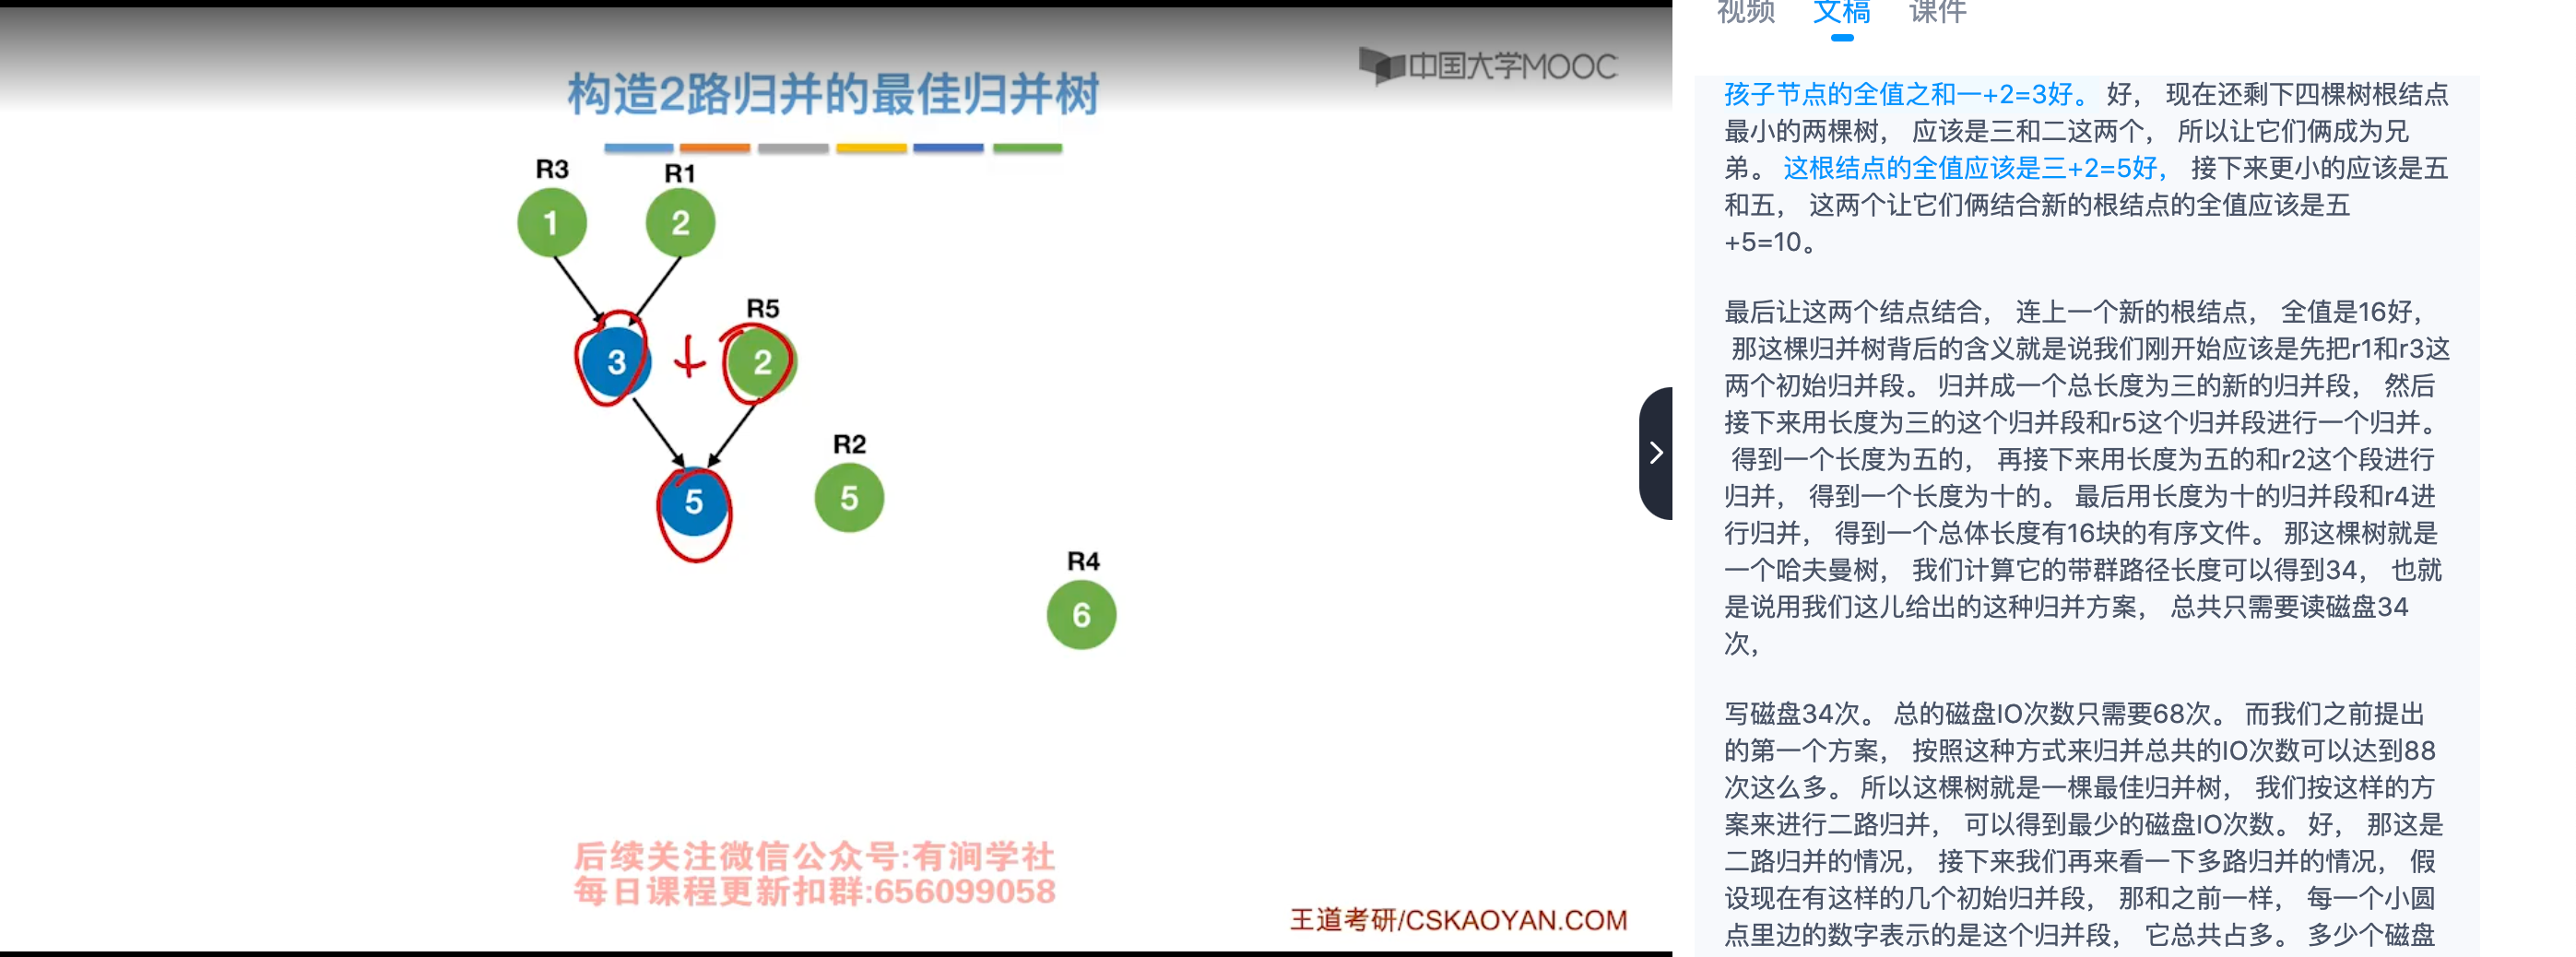 中国大学MOOC
构造2路归并的最佳归并树
R3
R1
1
2
R5
3
+
2
R2
5
5
R4
6
后续关注微信公众号:有涧学社
每日课程更新扣群:656099058
王道考研/CSKAOYAN.COM
视频 文稿 课件
孩子节点的全值之和一+2=3好。 好， 现在还剩下四棵树根结点
最小的两棵树， 应该是三和二这两个， 所以让它们俩成为兄
弟。 这根结点的全值应该是三+2=5好， 接下来更小的应该是五
和五， 这两个让它们俩结合新的根结点的全值应该是五
+5=10。
最后让这两个结点结合， 连上一个新的根结点， 全值是16好，
那这棵归并树背后的含义就是说我们刚开始应该是先把r1和r3这
两个初始归并段。 归并成一个总长度为三的新的归并段， 然后
接下来用长度为三的这个归并段和r5这个归并段进行一个归并。
得到一个长度为五的， 再接下来用长度为五的和r2这个段进行
归并， 得到一个长度为十的。 最后用长度为十的归并段和r4进
行归并， 得到一个总体长度有16块的有序文件。 那这棵树就是
一个哈夫曼树， 我们计算它的带群路径长度可以得到34， 也就
是说用我们这儿给出的这种归并方案， 总共只需要读磁盘34
次，
写磁盘34次。 总的磁盘IO次数只需要68次。 而我们之前提出
的第一个方案， 按照这种方式来归并总共的IO次数可以达到88
次这么多。 所以这棵树就是一棵最佳归并树， 我们按这样的方
案来进行二路归并， 可以得到最少的磁盘IO次数。 好， 那这是
二路归并的情况， 接下来我们再来看一下多路归并的情况， 假
设现在有这样的几个初始归并段， 那和之前一样， 每一个小圆
点里边的数字表示的是这个归并段， 它总共占多。 多少个磁盘